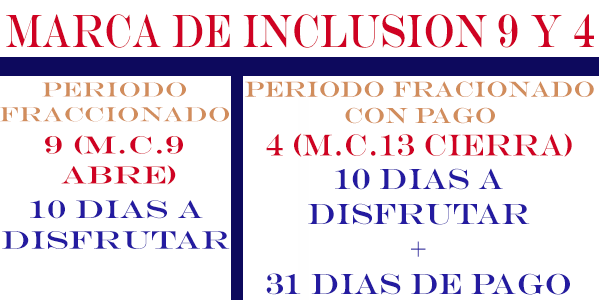 MARCA DE INCLUSION 9 Y 4
PERIODO
FRACCIONADO
9 (M.C.9
ABRE)
10 DIAS A
DISFRUTAR
PERIODO FRACIONADO
CON PAGO
4 (M.C.13 CIERRA)
10 DIAS A
DISFRUTAR
+
31 DIAS DE PAGO